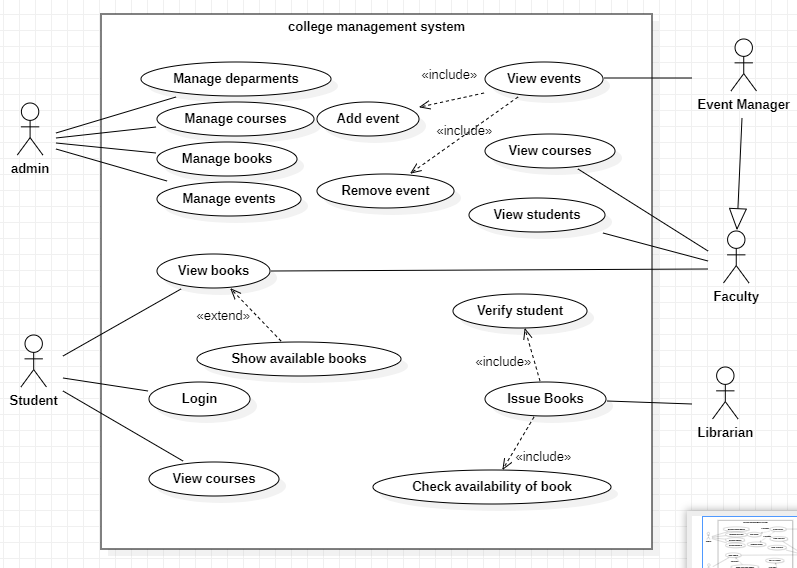 college management system
Manage deparments
«include»
View events
Event Manager
Manage courses
Add event
«include»
admin
Manage books
View courses
Manage events
Remove event
View students
View books
Faculty
«extend»
Verify student
Show available books
«include»
Student
Login
Issue Books
Librarian
«include»
View courses
Check availability of book